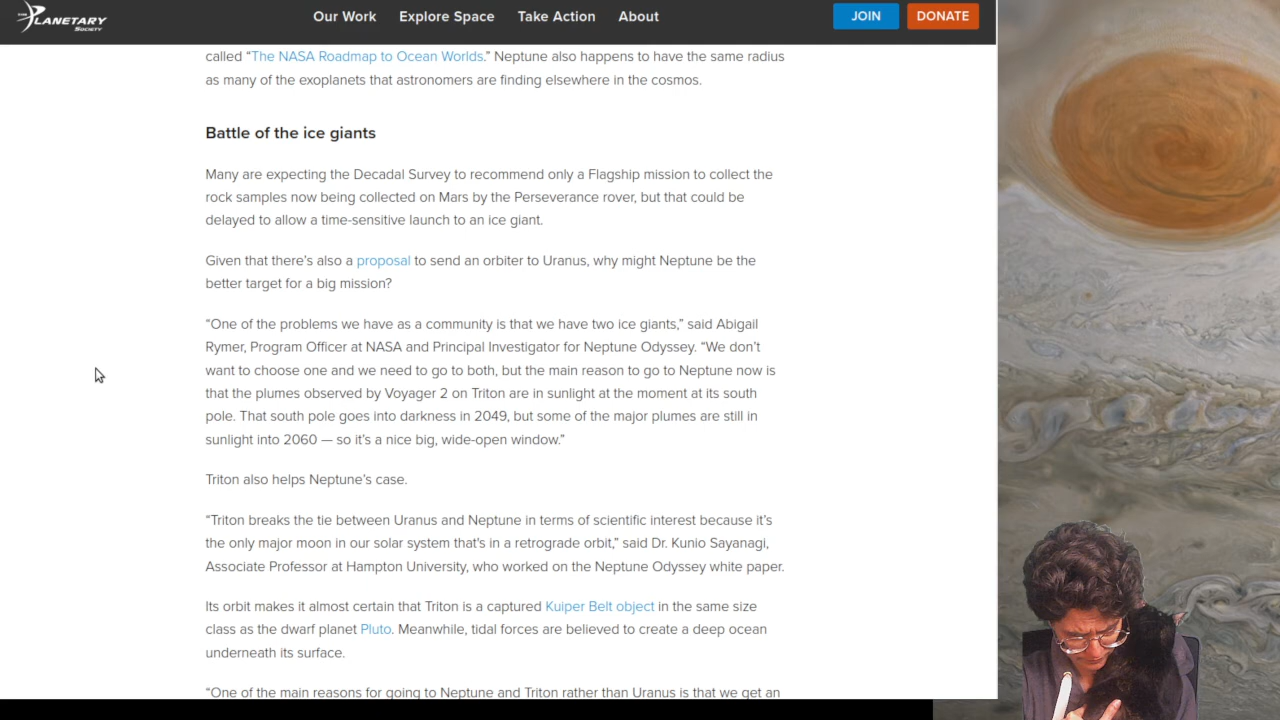 THE PLANETARY SOCIETY
Our Work Explore Space Take Action About JOIN DONATE
called “The NASA Roadmap to Ocean Worlds.” Neptune also happens to have the same radius
as many of the exoplanets that astronomers are finding elsewhere in the cosmos.
Battle of the ice giants
Many are expecting the Decadal Survey to recommend only a Flagship mission to collect the
rock samples now being collected on Mars by the Perseverance rover, but that could be
delayed to allow a time-sensitive launch to an ice giant.
Given that there’s also a proposal to send an orbiter to Uranus, why might Neptune be the
better target for a big mission?
“One of the problems we have as a community is that we have two ice giants,” said Abigail
Rymer, Program Officer at NASA and Principal Investigator for Neptune Odyssey. “We don’t
want to choose one and we need to go to both, but the main reason to go to Neptune now is
that the plumes observed by Voyager 2 on Triton are in sunlight at the moment at its south
pole. That south pole goes into darkness in 2049, but some of the major plumes are still in
sunlight into 2060 — so it’s a nice big, wide-open window.”
Triton also helps Neptune’s case.
“Triton breaks the tie between Uranus and Neptune in terms of scientific interest because it’s
the only major moon in our solar system that's in a retrograde orbit,” said Dr. Kunio Sayanagi,
Associate Professor at Hampton University, who worked on the Neptune Odyssey white paper.
Its orbit makes it almost certain that Triton is a captured Kuiper Belt object in the same size
class as the dwarf planet Pluto. Meanwhile, tidal forces are believed to create a deep ocean
underneath its surface.
“One of the main reasons for going to Neptune and Triton rather than Uranus is that we get an